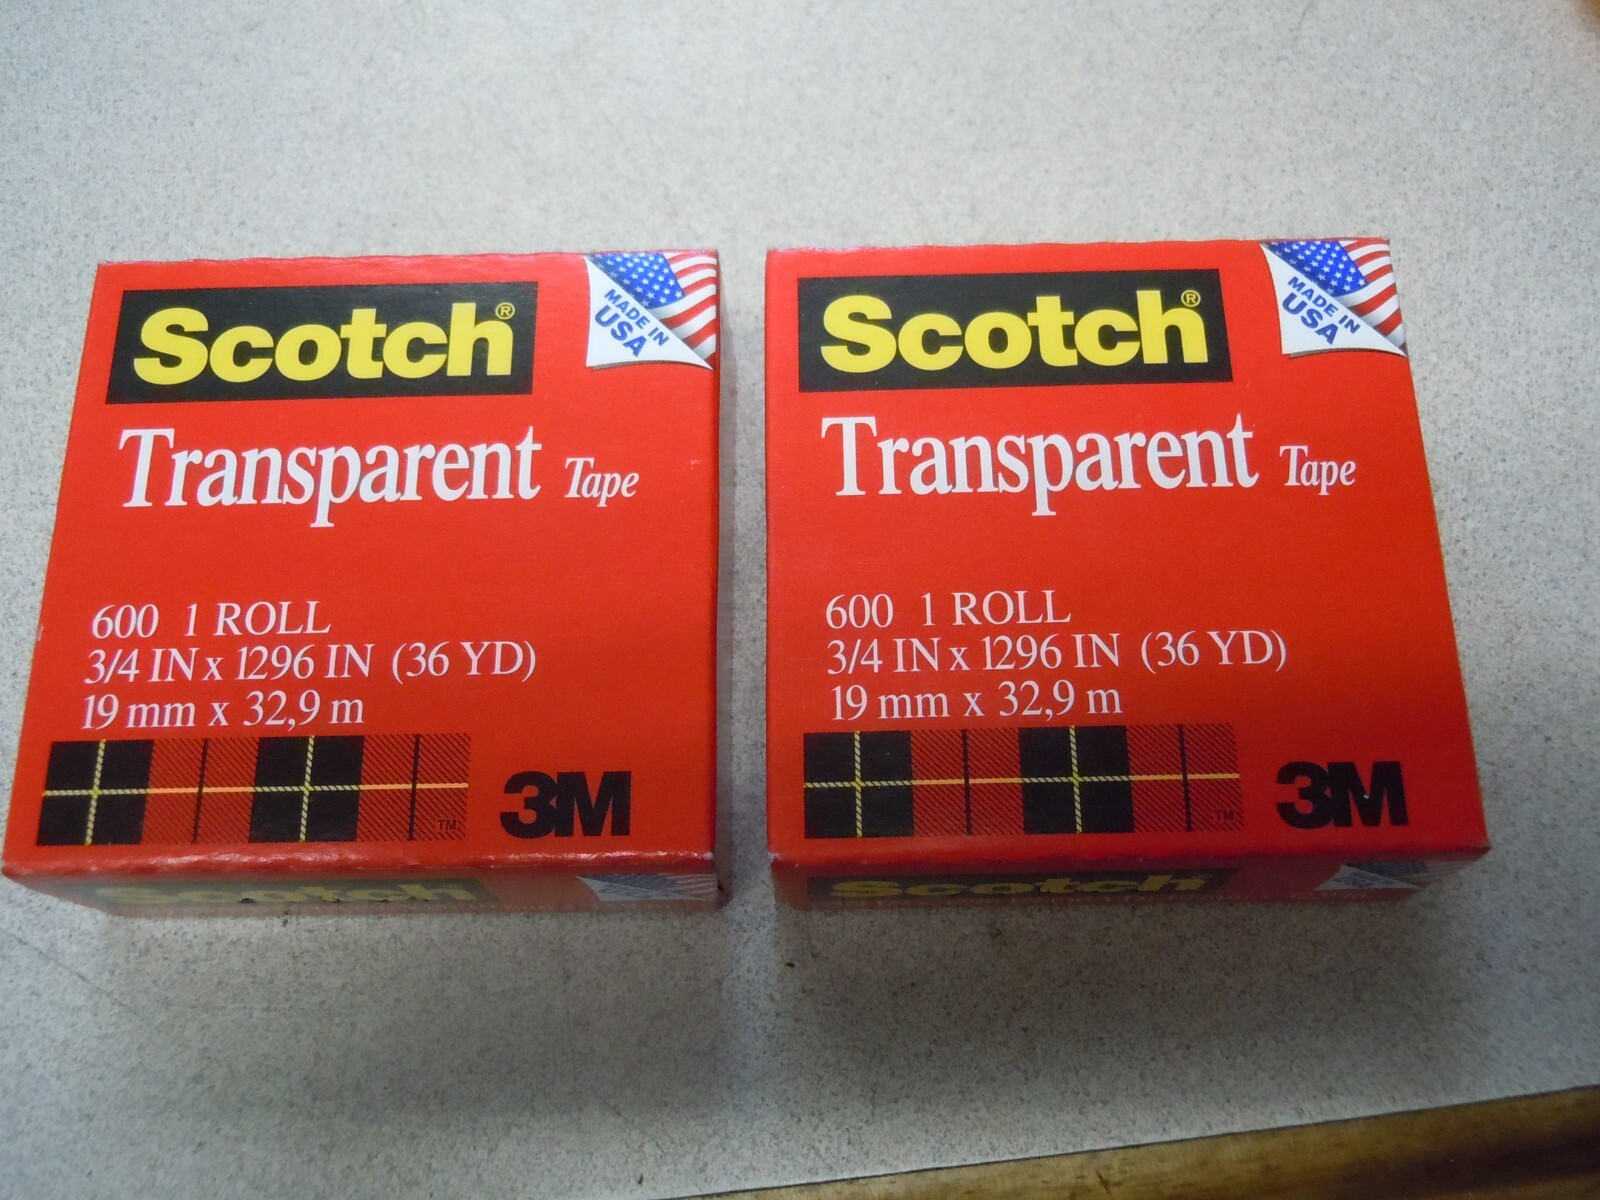 Scotch®
MADE IN
USA
Transparent Tape
600 1 ROLL
3/4 IN x 1296 IN (36 YD)
19 mm x 32,9 m
TM
3M
Scotch
Scotch®
MADE IN
USA
Transparent Tape
600 1 ROLL
3/4 IN x 1296 IN (36 YD)
19 mm x 32,9 m
TM
3M
Scotch